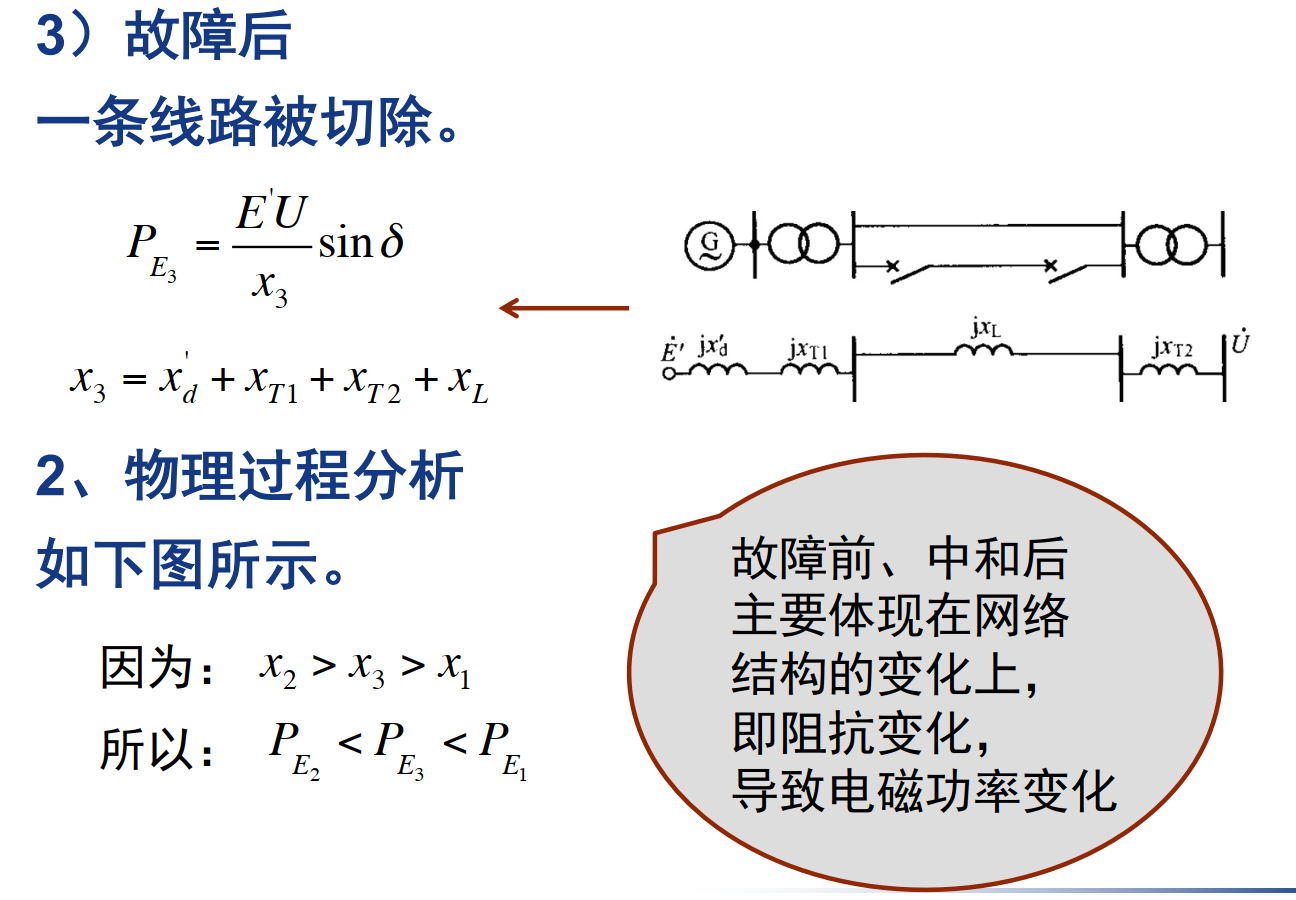 3）故障后
一条线路被切除。
P_{E_3} = \frac{E'U}{x_3} \sin δ
x_3 = x'_d + x_{T1} + x_{T2} + x_L
G
Ė' jx'_d jx_{T1} jx_L jx_{T2} U̇
2、物理过程分析
如下图所示。
因为： x_2 > x_3 > x_1
所以： P_{E_2} < P_{E_3} < P_{E_1}
故障前、中和后
主要体现在网络
结构的变化上，
即阻抗变化，
导致电磁功率变化